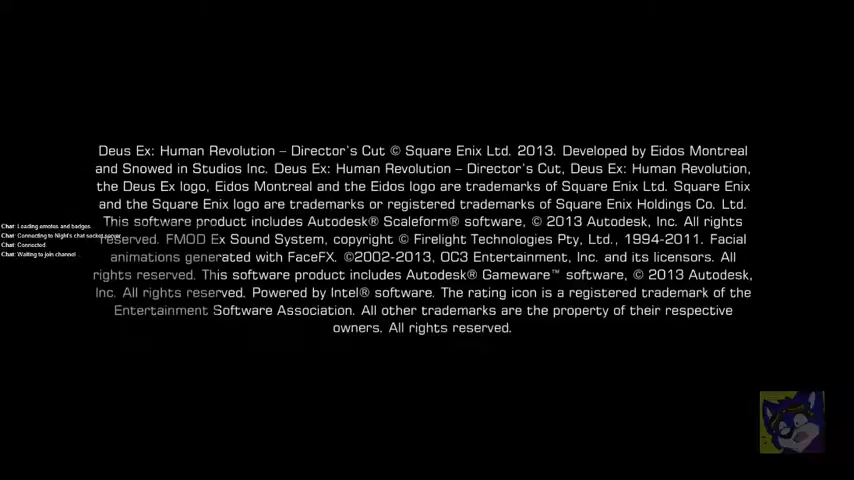 Deus Ex: Human Revolution – Director's Cut © Square Enix Ltd. 2013. Developed by Eidos Montreal
and Snowed in Studios Inc. Deus Ex: Human Revolution – Director's Cut, Deus Ex: Human Revolution,
the Deus Ex logo, Eidos Montreal and the Eidos logo are trademarks of Square Enix Ltd. Square Enix
and the Square Enix logo are trademarks or registered trademarks of Square Enix Holdings Co. Ltd.
This software product includes Autodesk® Scaleform® software, © 2013 Autodesk, Inc. All rights
reserved. FMOD Ex Sound System, copyright © Firelight Technologies Pty, Ltd., 1994-2011. Facial
animations generated with FaceFX. ©2002-2013, OC3 Entertainment, Inc. and its licensors. All
rights reserved. This software product includes Autodesk® Gameware™ software, © 2013 Autodesk,
Inc. All rights reserved. Powered by Intel® software. The rating icon is a registered trademark of the
Entertainment Software Association. All other trademarks are the property of their respective
owners. All rights reserved.
Chat: Loading emotes and badges.
Chat: Connecting to Night's chat socket server...
Chat: Connected
Chat: Waiting to join channel...